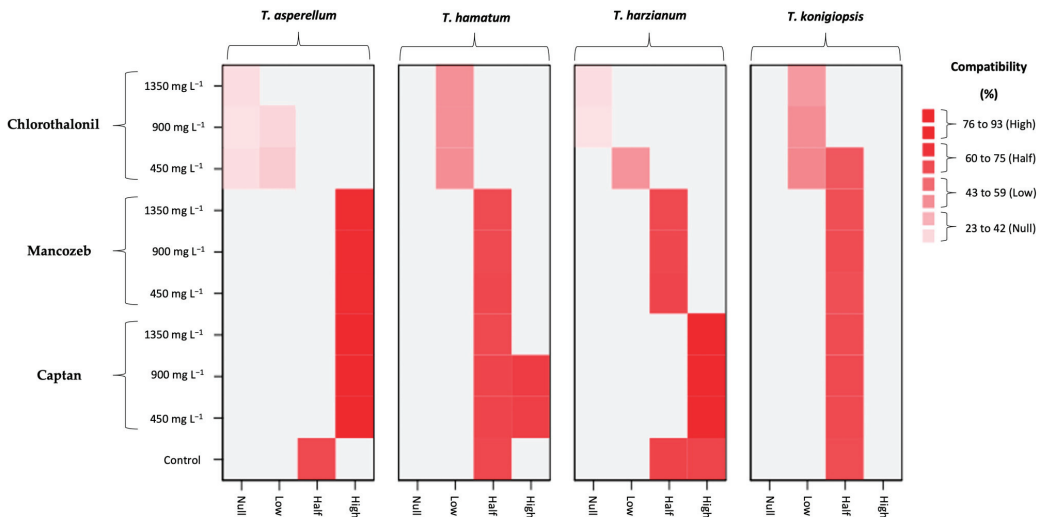 T. asperellum
T. hamatum
T. harzianum
T. konigiopsis
Chlorothalonil
1350 mg L⁻¹
900 mg L⁻¹
450 mg L⁻¹
Mancozeb
1350 mg L⁻¹
900 mg L⁻¹
450 mg L⁻¹
Captan
1350 mg L⁻¹
900 mg L⁻¹
450 mg L⁻¹
Control
Null
Low
Half
High
Null
Low
Half
High
Null
Low
Half
High
Null
Low
Half
High
Compatibility
(%)
76 to 93 (High)
60 to 75 (Half)
43 to 59 (Low)
23 to 42 (Null)